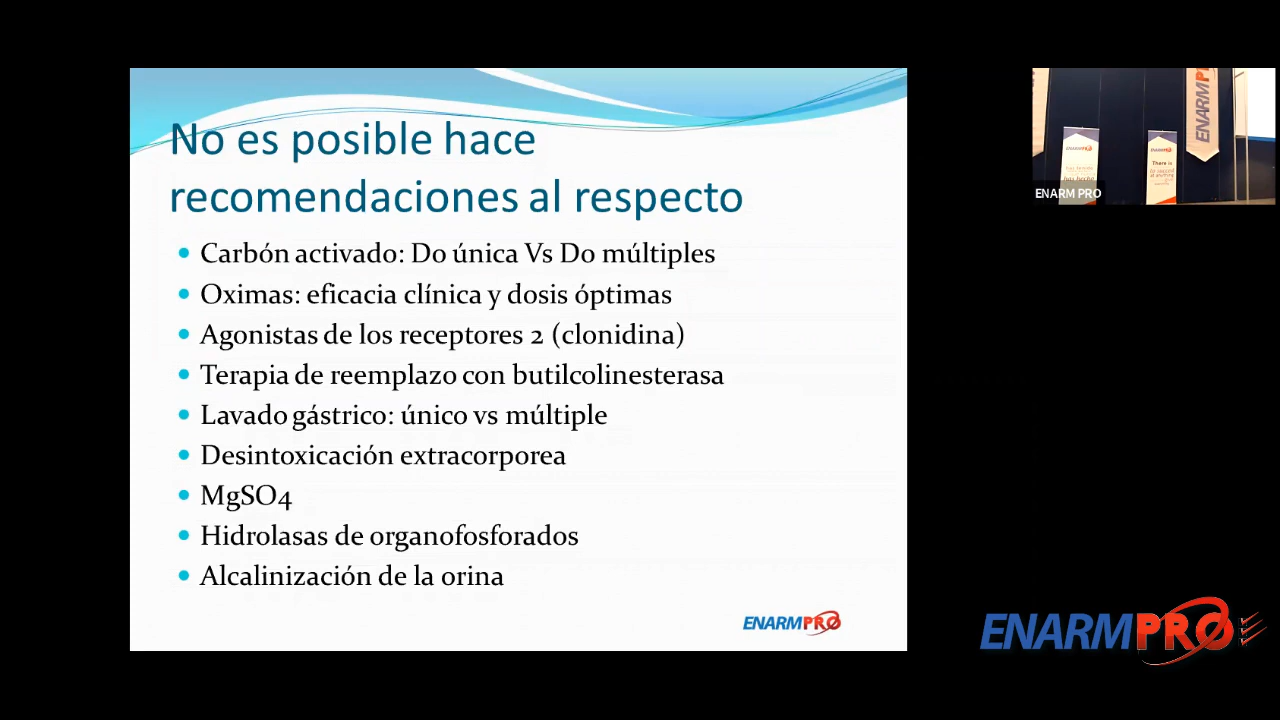 No es posible hace
recomendaciones al respecto
Carbón activado: Do única Vs Do múltiples
Oximas: eficacia clínica y dosis óptimas
Agonistas de los receptores 2 (clonidina)
Terapia de reemplazo con butilcolinesterasa
Lavado gástrico: único vs múltiple
Desintoxicación extracorporea
MgSO4
Hidrolasas de organofosforados
Alcalinización de la orina
ENARMPRO
ENARMPR
ENARM PRO
ENARMPRO